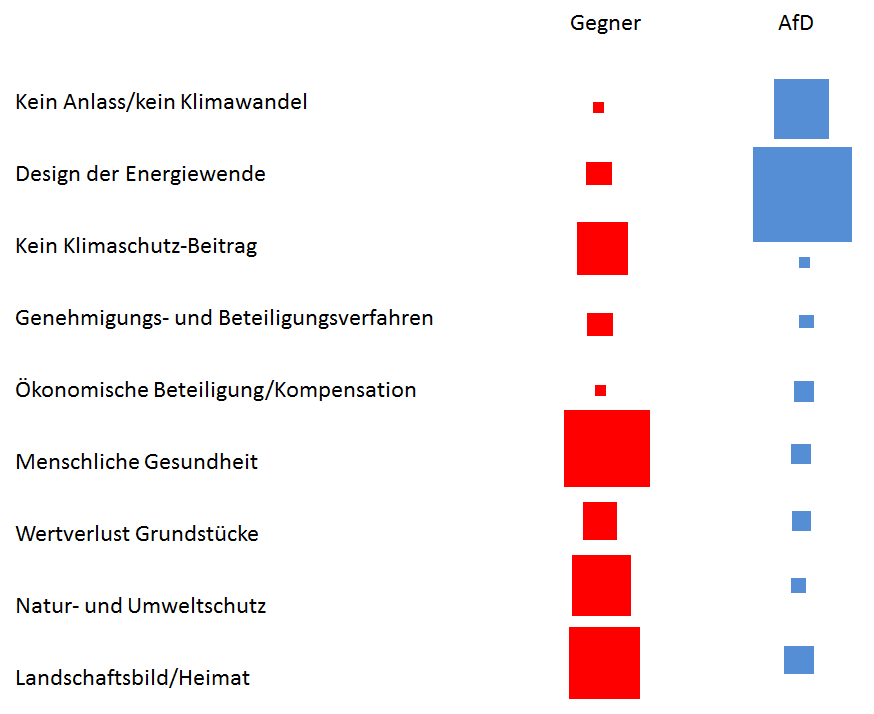 Gegner AfD
Kein Anlass/kein Klimawandel
Design der Energiewende
Kein Klimaschutz-Beitrag
Genehmigungs- und Beteiligungsverfahren
Ökonomische Beteiligung/Kompensation
Menschliche Gesundheit
Wertverlust Grundstücke
Natur- und Umweltschutz
Landschaftsbild/Heimat